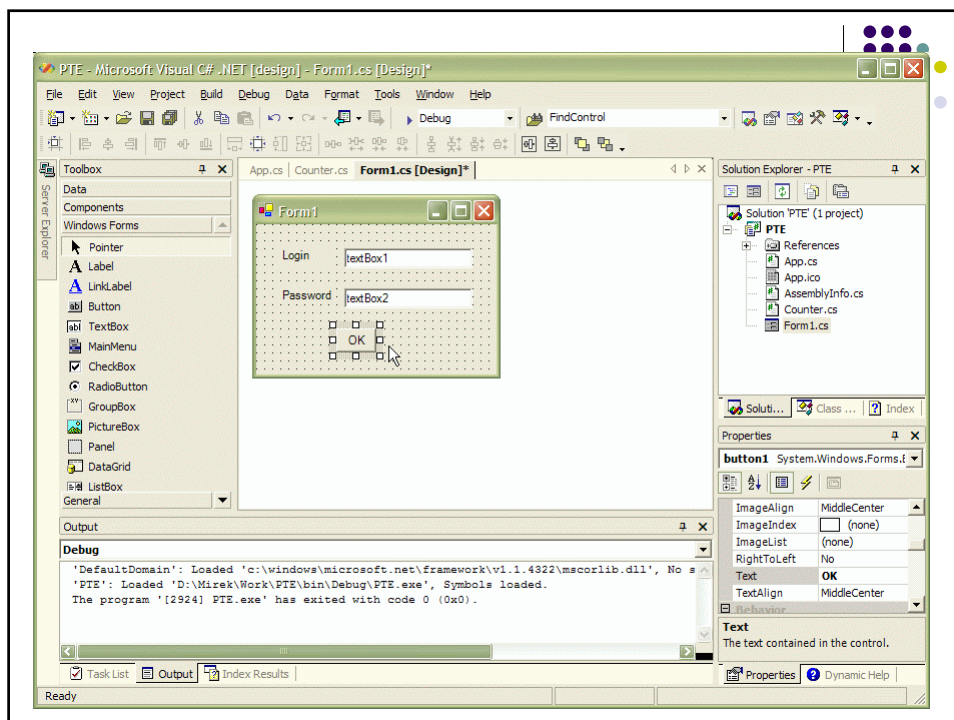 PTE - Microsoft Visual C# .NET [design] - Form1.cs [Design]*
File Edit View Project Build Debug Data Format Tools Window Help
Debug FindControl
Toolbox
App.cs Counter.cs Form1.cs [Design]*
Solution Explorer - PTE
Server Explorer
Data
Components
Windows Forms
Pointer
Label
LinkLabel
Button
TextBox
MainMenu
CheckBox
RadioButton
GroupBox
PictureBox
Panel
DataGrid
ListBox
General
Form1
Login textBox1
Password textBox2
OK
Solution 'PTE' (1 project)
PTE
References
App.cs
App.ico
AssemblyInfo.cs
Counter.cs
Form1.cs
Soluti... Class ... Index
Properties
button1 System.Windows.Forms.
ImageAlign MiddleCenter
ImageIndex (none)
ImageList (none)
RightToLeft No
Text OK
TextAlign MiddleCenter
Behavior
Text
The text contained in the control.
Properties Dynamic Help
Output
Debug
'DefaultDomain': Loaded 'c:\windows\microsoft.net\framework\v1.1.4322\mscorlib.dll', No s
'PTE': Loaded 'D:\Mirek\Work\PTE\bin\Debug\PTE.exe', Symbols loaded.
The program '[2924] PTE.exe' has exited with code 0 (0x0).
Task List Output Index Results
Ready